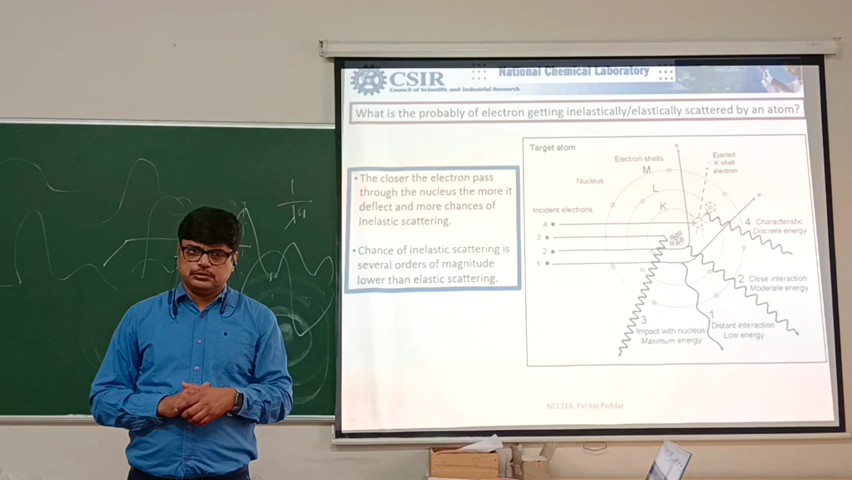 CSIR
Council of Scientific and Industrial Research
National Chemical Laboratory
What is the probably of electron getting inelastically/elastically scattered by an atom?
•The closer the electron pass
through the nucleus the more it
deflect and more chances of
inelastic scattering.
• Chance of inelastic scattering is
several orders of magnitude
lower than elastic scattering.
Target atom
Electron shells
Ejected
K shell
electron
Nucleus
M
L
K
Incident electrons
4
3
2
1
4 Characteristic
Discrete energy
2 Close interaction
Moderate energy
1
Distant interaction
Low energy
3
Impact with nucleus
Maximum energy
NCL216, Pankaj Poddar
1
λ4